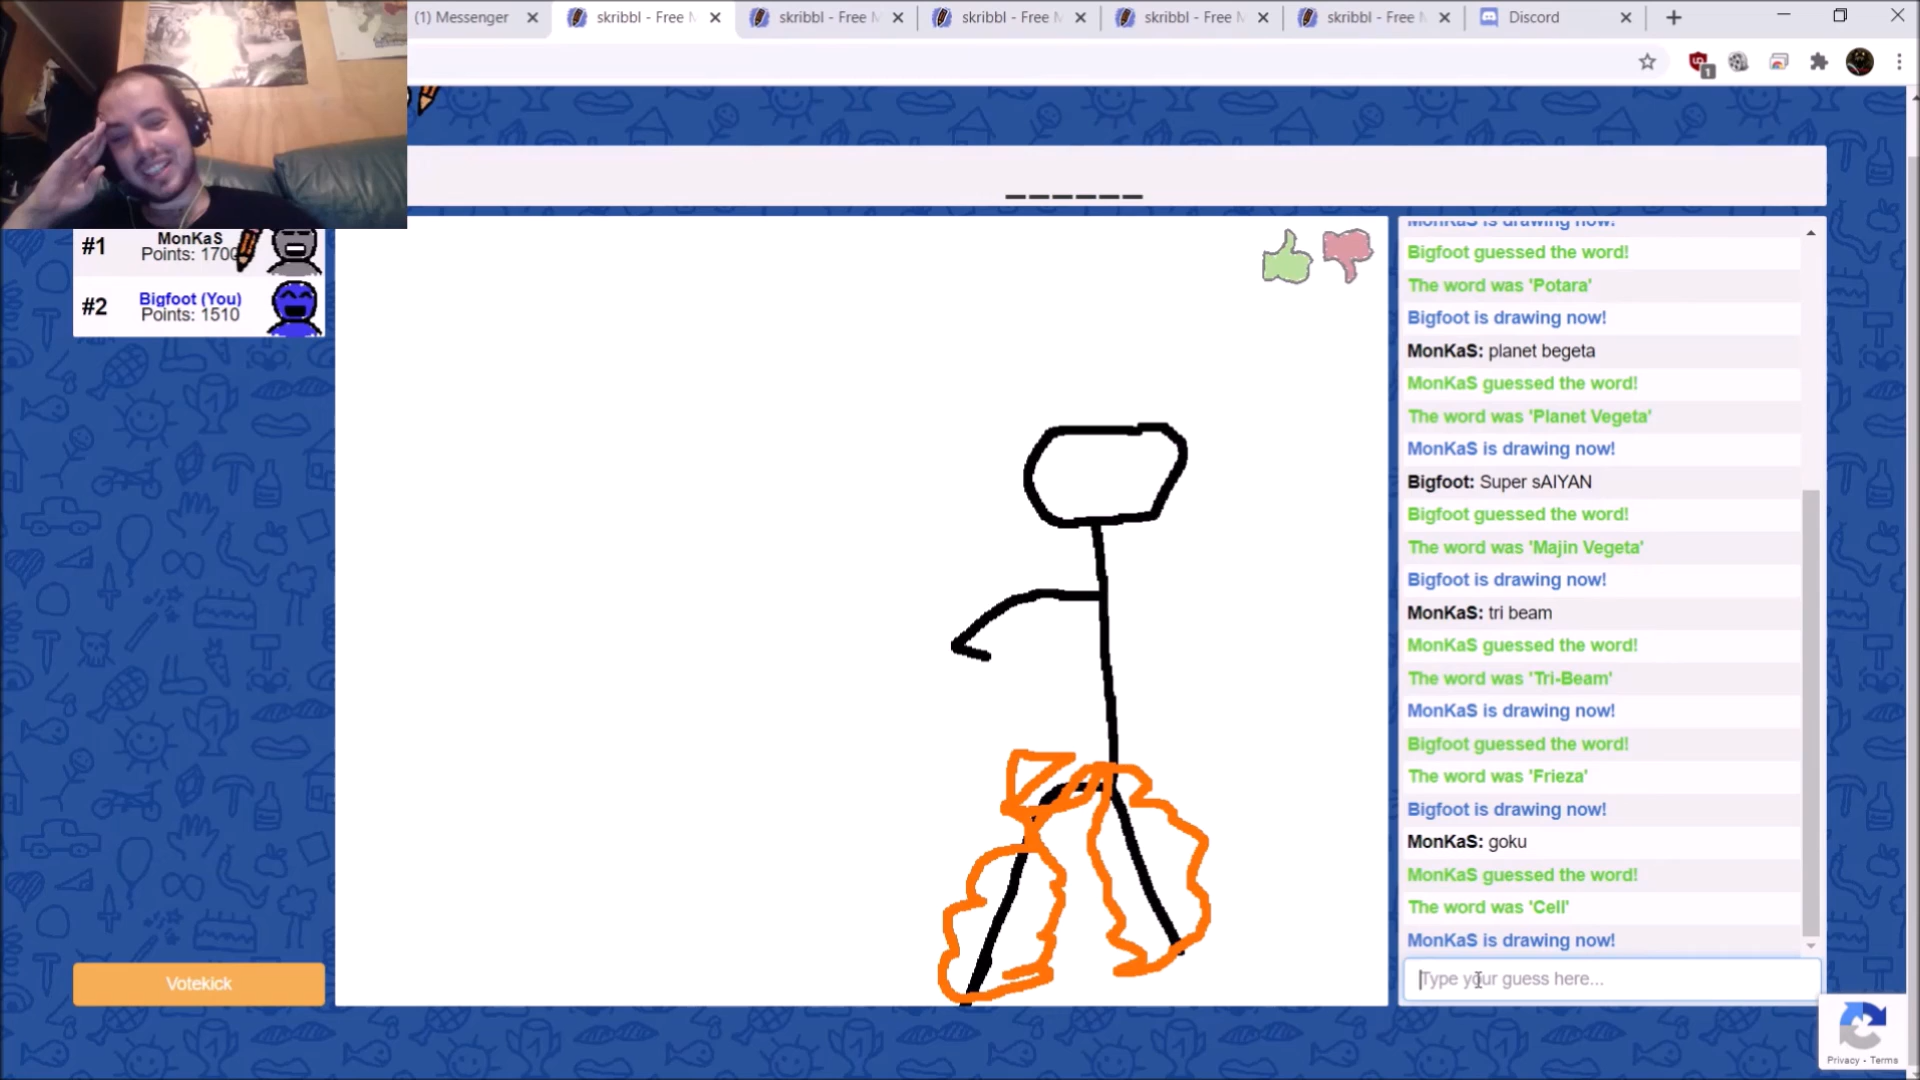 (1) Messenger
skribbl - Free M
skribbl - Free M
skribbl - Free M
skribbl - Free M
skribbl - Free M
Discord
1
______
#1
MonKaS
Points: 1700
#2
Bigfoot (You)
Points: 1510
MonKaS is drawing now!
Bigfoot guessed the word!
The word was 'Potara'
Bigfoot is drawing now!
MonKaS: planet begeta
MonKaS guessed the word!
The word was 'Planet Vegeta'
MonKaS is drawing now!
Bigfoot: Super sAIYAN
Bigfoot guessed the word!
The word was 'Majin Vegeta'
Bigfoot is drawing now!
MonKaS: tri beam
MonKaS guessed the word!
The word was 'Tri-Beam'
MonKaS is drawing now!
Bigfoot guessed the word!
The word was 'Frieza'
Bigfoot is drawing now!
MonKaS: goku
MonKaS guessed the word!
The word was 'Cell'
MonKaS is drawing now!
Type your guess here...
Votekick
Privacy - Terms